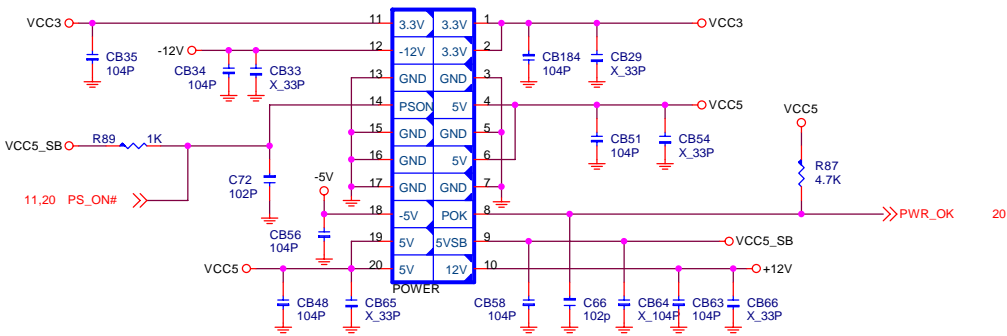 VCC3 11 3.3V 3.3V 1 VCC3
CB35
104P
-12V 12 -12V 3.3V 2
CB34
104P
CB33
X_33P
CB184
104P
CB29
X_33P
13 GND GND 3
14 PSON 5V 4 VCC5
VCC5_SB R89 1K
15 GND GND 5
CB51
104P
CB54
X_33P
VCC5
16 GND 5V 6
R87
4.7K
C72
102P
17 GND GND 7
-5V
11,20 PS_ON#
18 -5V POK 8 PWR_OK 20
CB56
104P
19 5V 5VSB 9 VCC5_SB
VCC5 20 5V 12V 10 +12V
POWER
CB48
104P
CB65
X_33P
CB58
104P
C66
102p
CB64
X_104P
CB63
104P
CB66
X_33P